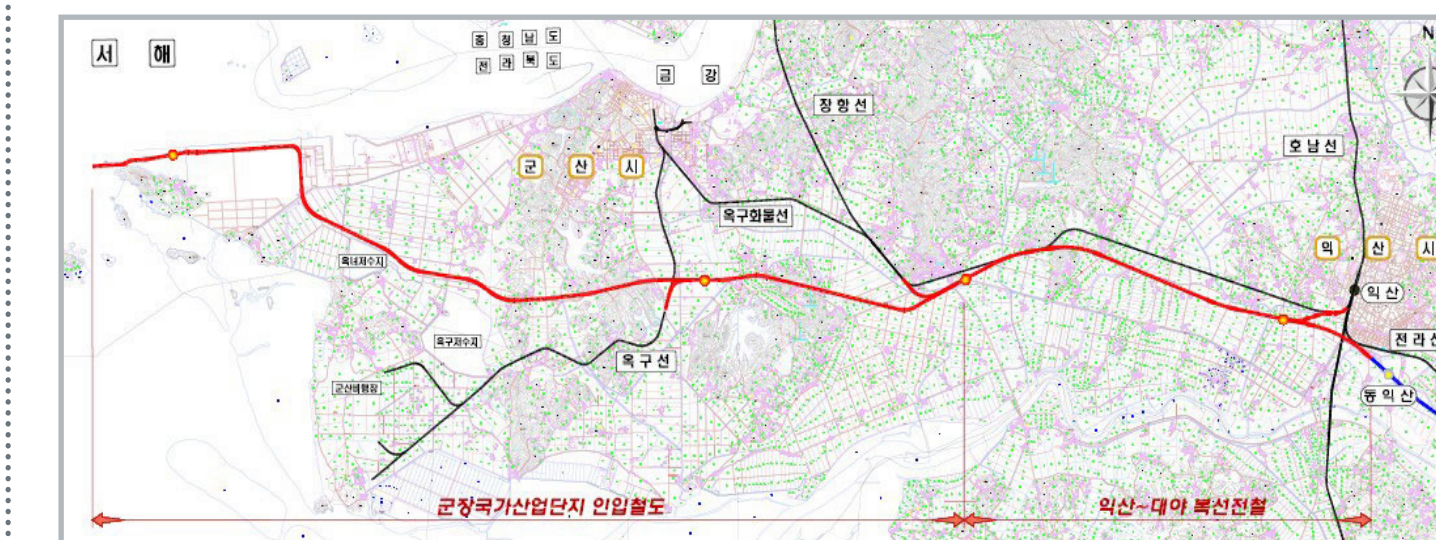 서 해
충 청 남 도
전 라 북 도
금 강
N
장 항 선
호 남 선
군 산 시
옥구화물선
익 산 시
옥녀저수지
익산
옥구저수지
전 라 선
옥 구 선
군산비행장
동익산
군장국가산업단지 인입철도
익산~대야 복선전철